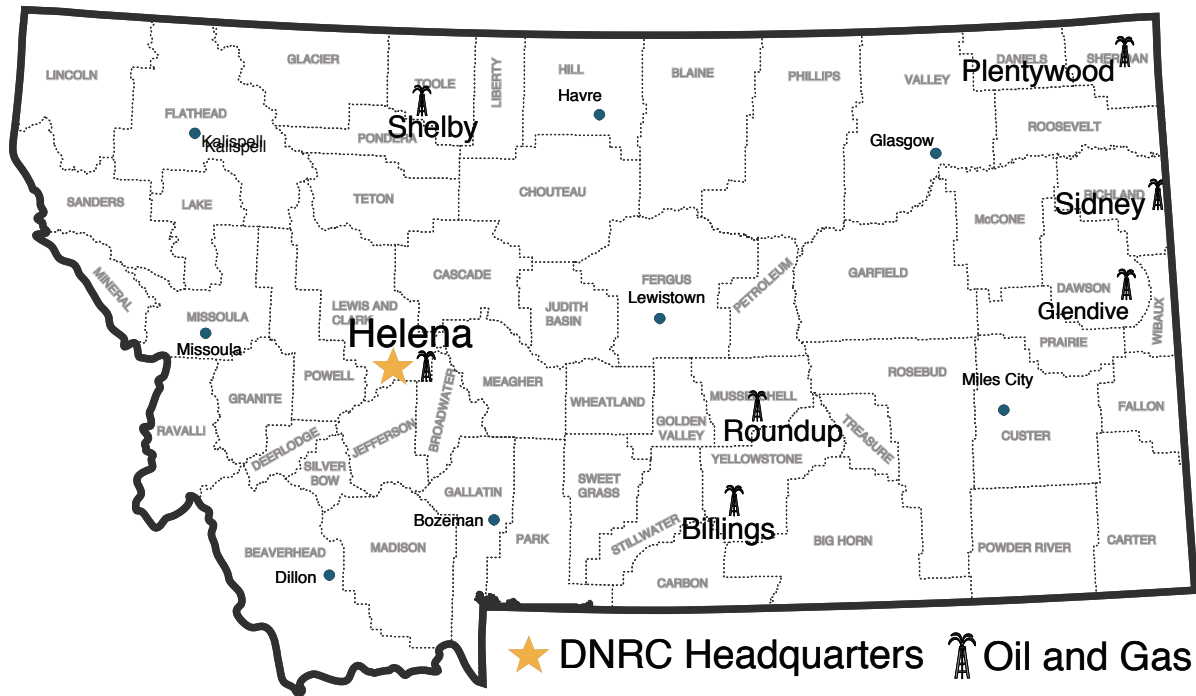 GLACIER
LINCOLN
TOOLE
LIBERTY
HILL
BLAINE
PHILLIPS
VALLEY
DANIELS
SHERIDAN
Plentywood
Havre
FLATHEAD
Kalispell
Kalispell
Shelby
PONDERA
Glasgow
ROOSEVELT
SANDERS
LAKE
TETON
CHOUTEAU
RICHLAND
Sidney
McCONE
MINERAL
CASCADE
FERGUS
Lewistown
PETROLEUM
GARFIELD
DAWSON
Glendive
WIBAUX
MISSOULA
Missoula
LEWIS AND
CLARK
Helena
JUDITH
BASIN
PRAIRIE
POWELL
GRANITE
BROADWATER
MEAGHER
WHEATLAND
GOLDEN
VALLEY
MUSSELSHELL
Roundup
ROSEBUD
Miles City
TREASURE
CUSTER
FALLON
RAVALLI
DEERLODGE
JEFFERSON
SILVER
BOW
YELLOWSTONE
GALLATIN
Bozeman
SWEET
GRASS
Billings
STILLWATER
BEAVERHEAD
Dillon
MADISON
PARK
BIG HORN
POWDER RIVER
CARTER
CARBON
DNRC Headquarters
Oil and Gas